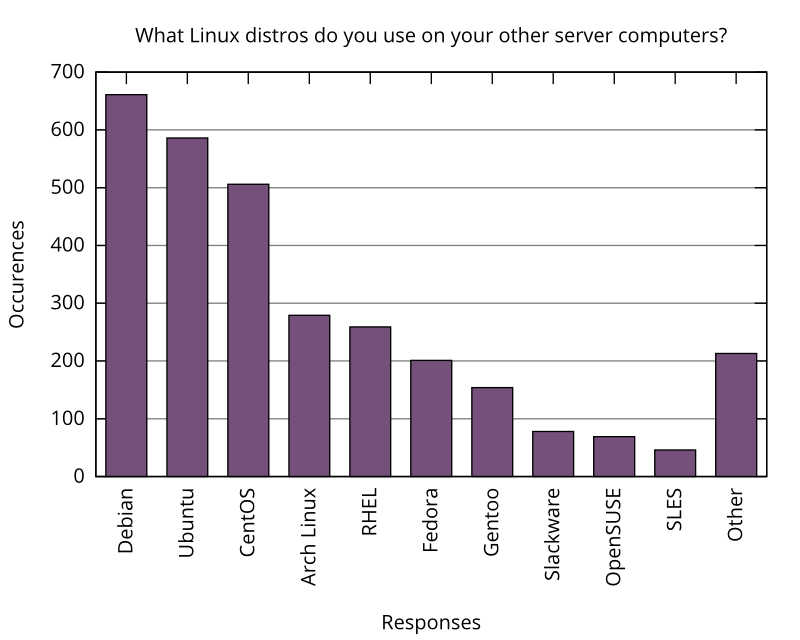 What Linux distros do you use on your other server computers?
700
600
500
400
300
200
100
0
Occurences
Debian
Ubuntu
CentOS
Arch Linux
RHEL
Fedora
Gentoo
Slackware
OpenSUSE
SLES
Other
Responses